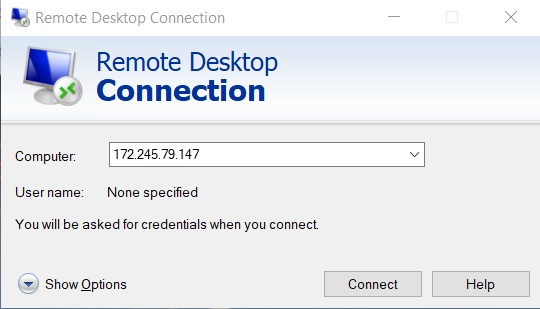 Remote Desktop Connection
Remote Desktop
Connection
Computer: 172.245.79.147
User name: None specified
You will be asked for credentials when you connect.
Show Options Connect Help